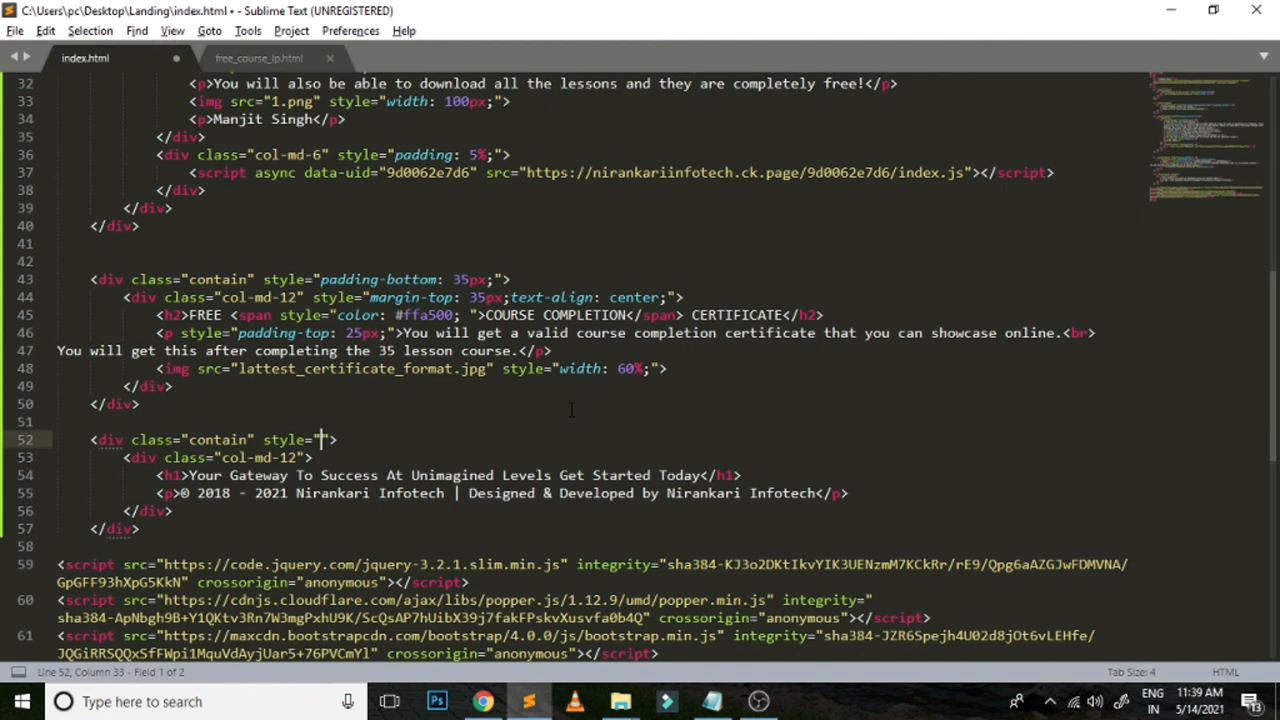 C:\Users\pc\Desktop\Landing\index.html • - Sublime Text (UNREGISTERED)
File Edit Selection Find View Goto Tools Project Preferences Help
index.html free_course_lp.html
32 <p>You will also be able to download all the lessons and they are completely free!</p>
33 <img src="1.png" style="width: 100px;">
34 <p>Manjit Singh</p>
35 </div>
36 <div class="col-md-6" style="padding: 5%;">
37 <script async data-uid="9d0062e7d6" src="https://nirankariinfotech.ck.page/9d0062e7d6/index.js"></script>
38 </div>
39 </div>
40 </div>
41
42
43 <div class="contain" style="padding-bottom: 35px;">
44 <div class="col-md-12" style="margin-top: 35px;text-align: center;">
45 <h2>FREE <span style="color: #ffa500; ">COURSE COMPLETION</span> CERTIFICATE</h2>
46 <p style="padding-top: 25px;">You will get a valid course completion certificate that you can showcase online.<br>
47 You will get this after completing the 35 lesson course.</p>
48 <img src="lattest_certificate_format.jpg" style="width: 60%;">
49 </div>
50 </div>
51
52 <div class="contain" style="">
53 <div class="col-md-12">
54 <h1>Your Gateway To Success At Unimagined Levels Get Started Today</h1>
55 <p>© 2018 - 2021 Nirankari Infotech | Designed & Developed by Nirankari Infotech</p>
56 </div>
57 </div>
58
59 <script src="https://code.jquery.com/jquery-3.2.1.slim.min.js" integrity="sha384-KJ3o2DKtIkvYIK3UENzmM7KCkRr/rE9/Qpg6aAZGJwFDMVNA/
GpGFF93hXpG5KkN" crossorigin="anonymous"></script>
60 <script src="https://cdnjs.cloudflare.com/ajax/libs/popper.js/1.12.9/umd/popper.min.js" integrity="
sha384-ApNbgh9B+Y1QKtv3Rn7W3mgPxhU9K/ScQsAP7hUibX39j7fakFPskvXusvfa0b4Q" crossorigin="anonymous"></script>
61 <script src="https://maxcdn.bootstrapcdn.com/bootstrap/4.0.0/js/bootstrap.min.js" integrity="sha384-JZR6Spejh4U02d8jOt6vLEHfe/
JQGiRRSQQxSfFWpi1MquVdAyjUar5+76PVCmYl" crossorigin="anonymous"></script>
Line 52, Column 33 - Field 1 of 2 Tab Size: 4 HTML
Type here to search
Ps
ENG 11:39 AM
IN 5/14/2021 13